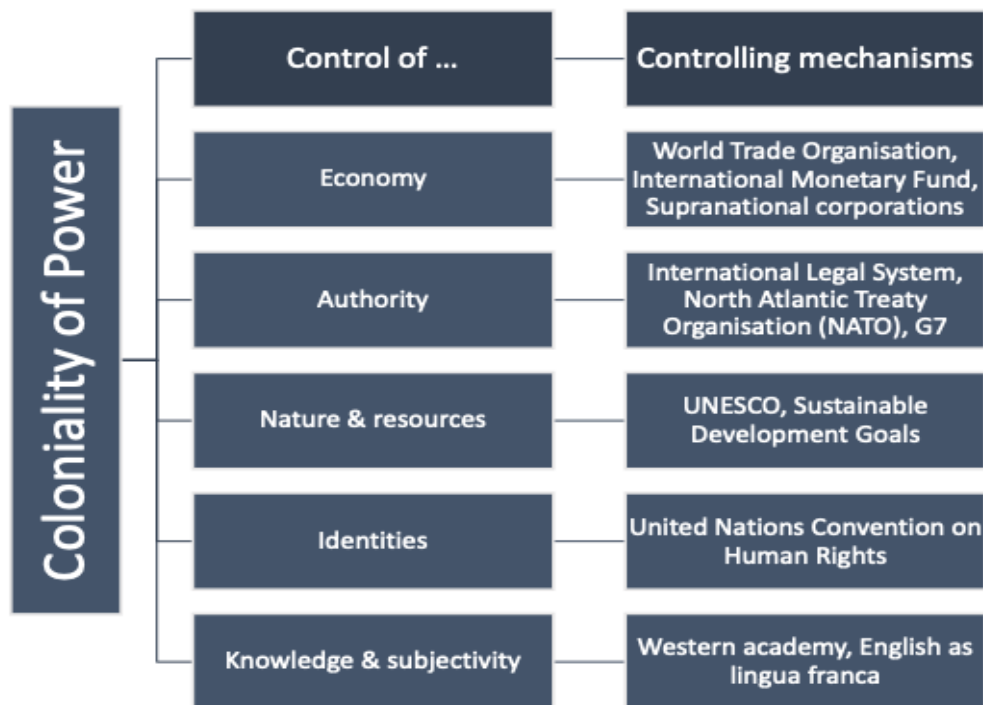 Coloniality of Power
Control of ...
Controlling mechanisms
Economy
World Trade Organisation,
International Monetary Fund,
Supranational corporations
Authority
International Legal System,
North Atlantic Treaty
Organisation (NATO), G7
Nature & resources
UNESCO, Sustainable
Development Goals
Identities
United Nations Convention on
Human Rights
Knowledge & subjectivity
Western academy, English as
lingua franca